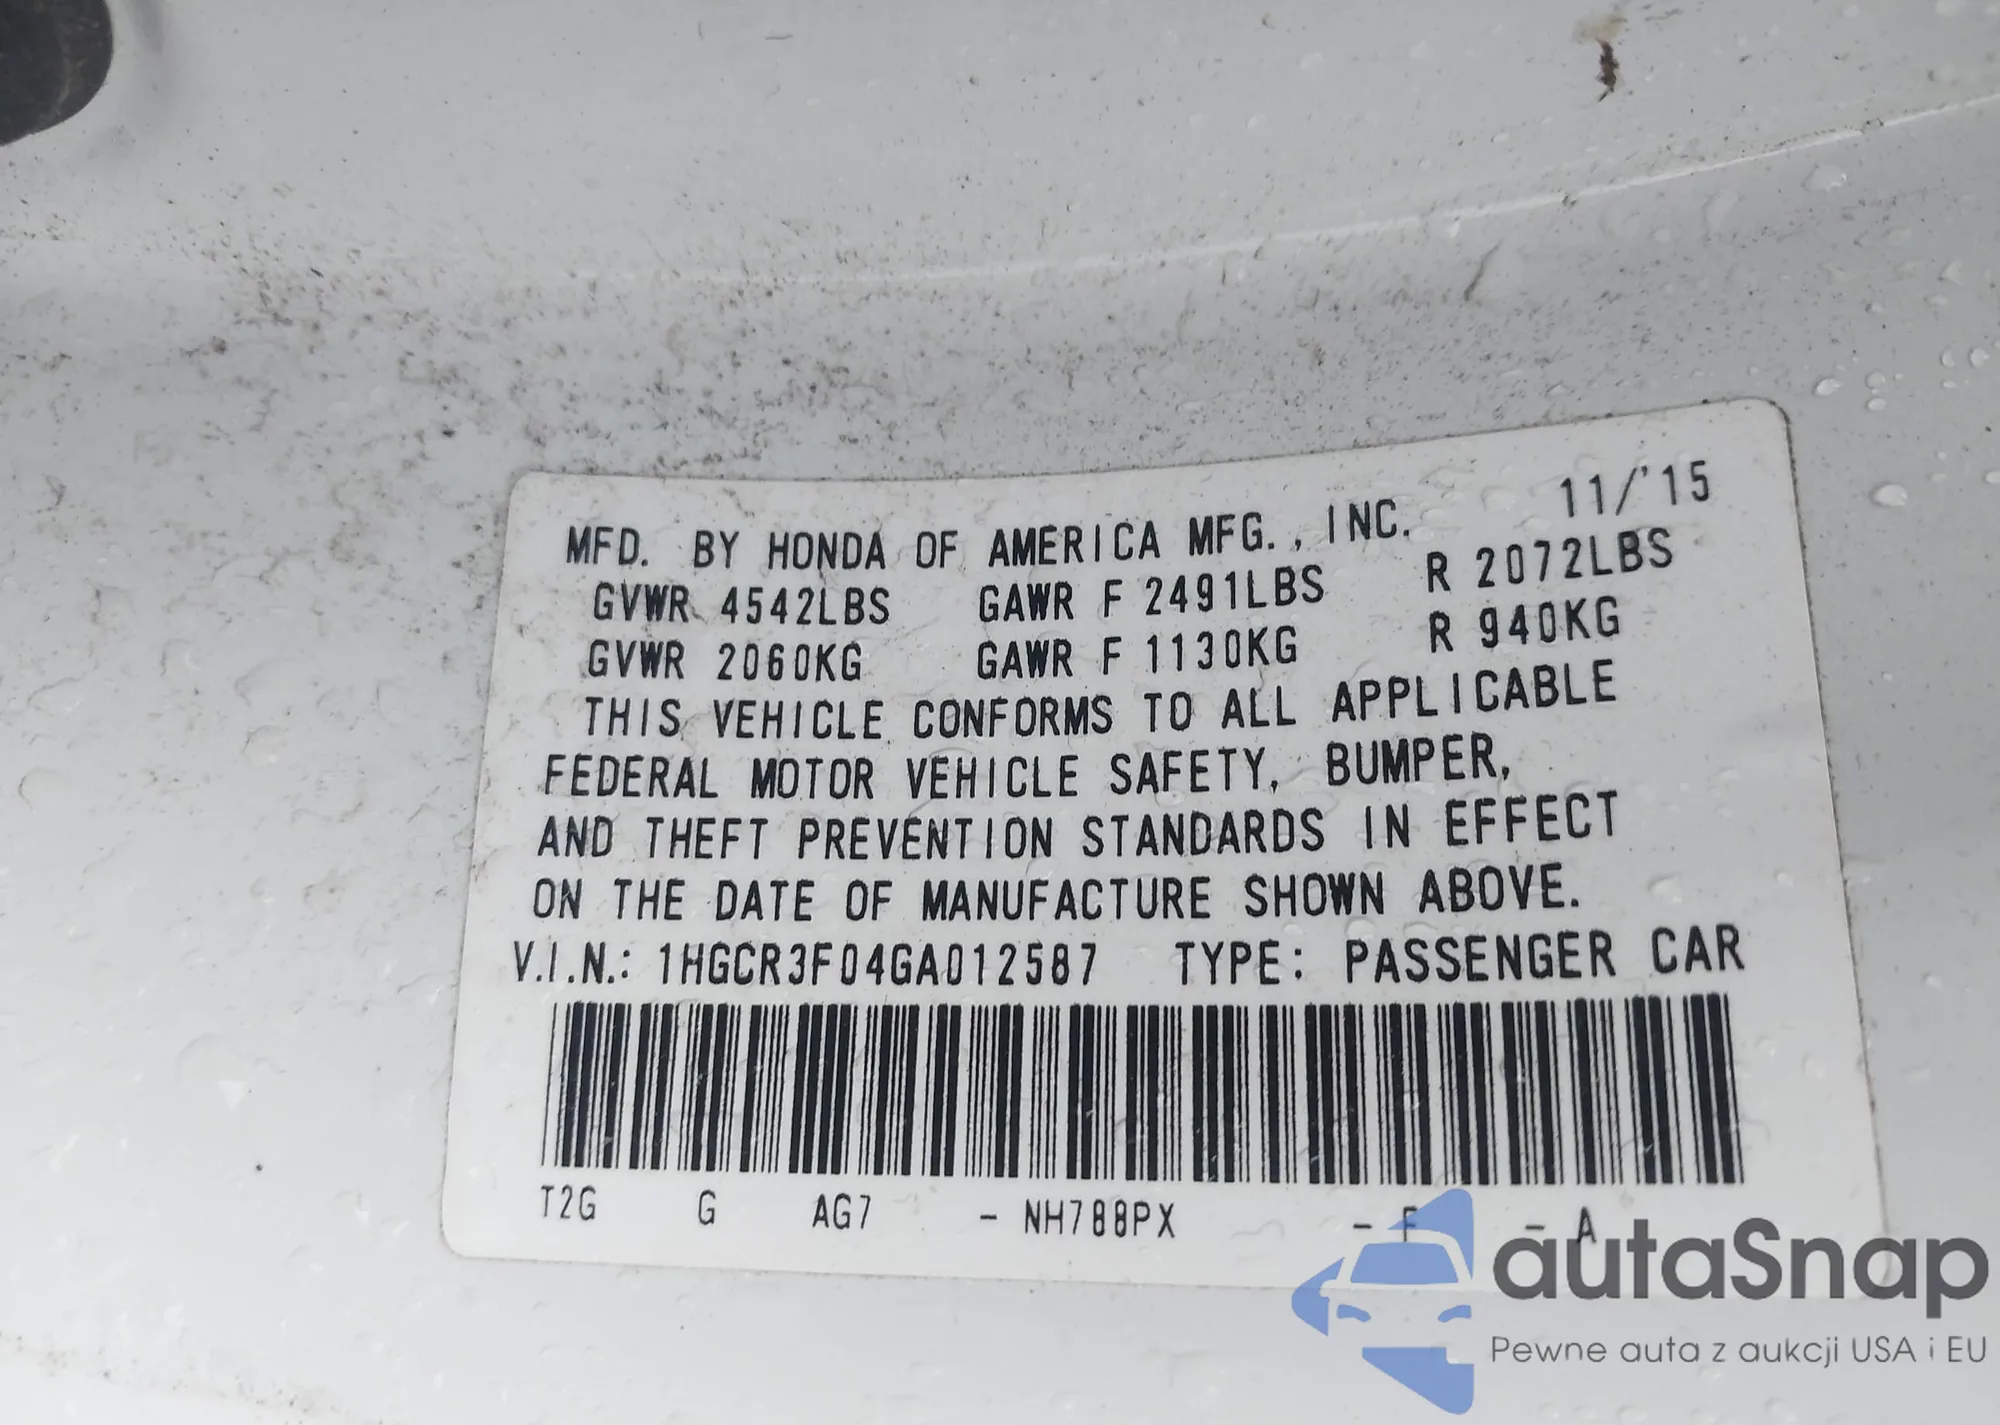 11/'15
MFD. BY HONDA OF AMERICA MFG., INC.
GVWR 4542LBS GAWR F 2491LBS R 2072LBS
GVWR 2060KG GAWR F 1130KG R 940KG
THIS VEHICLE CONFORMS TO ALL APPLICABLE
FEDERAL MOTOR VEHICLE SAFETY, BUMPER,
AND THEFT PREVENTION STANDARDS IN EFFECT
ON THE DATE OF MANUFACTURE SHOWN ABOVE.
V.I.N.: 1HGCR3F04GA012587 TYPE: PASSENGER CAR
T2G G AG7 - NH788PX - F - A
autaSnap
Pewne auta z aukcji USA i EU